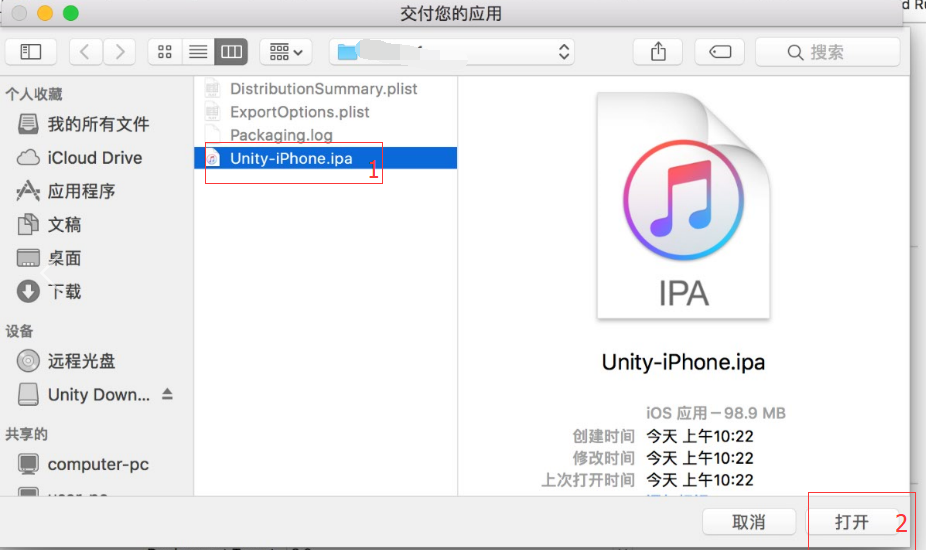 交付您的应用
搜索
个人收藏
我的所有文件
iCloud Drive
应用程序
文稿
桌面
下载
设备
远程光盘
Unity Down...
共享的
computer-pc
DistributionSummary.plist
ExportOptions.plist
Packaging.log
Unity-iPhone.ipa
1
IPA
Unity-iPhone.ipa
iOS 应用 – 98.9 MB
创建时间 今天 上午10:22
修改时间 今天 上午10:22
上次打开时间 今天 上午10:22
取消
打开
2